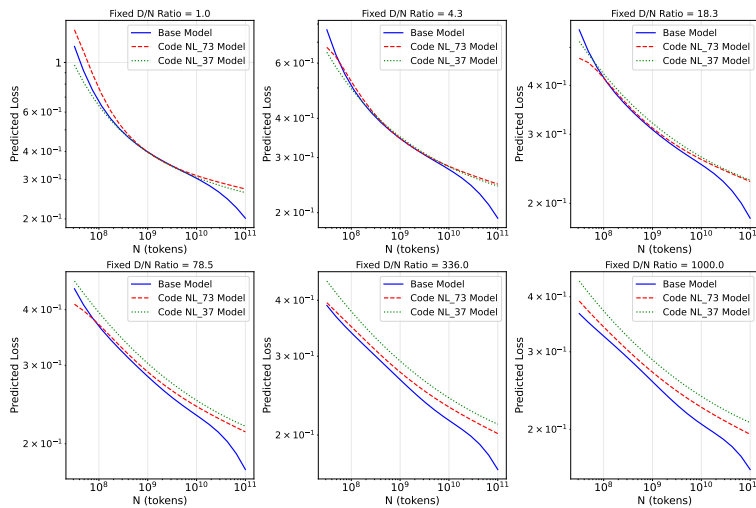 Fixed D/N Ratio = 1.0
Base Model
Code NL_73 Model
Code NL_37 Model
Predicted Loss
1
6 × 10⁻¹
4 × 10⁻¹
3 × 10⁻¹
2 × 10⁻¹
10⁸ 10⁹ 10¹⁰ 10¹¹
N (tokens)
Fixed D/N Ratio = 4.3
Base Model
Code NL_73 Model
Code NL_37 Model
Predicted Loss
6 × 10⁻¹
4 × 10⁻¹
3 × 10⁻¹
2 × 10⁻¹
10⁸ 10⁹ 10¹⁰ 10¹¹
N (tokens)
Fixed D/N Ratio = 18.3
Base Model
Code NL_73 Model
Code NL_37 Model
Predicted Loss
4 × 10⁻¹
3 × 10⁻¹
2 × 10⁻¹
10⁸ 10⁹ 10¹⁰
N (tokens)
Fixed D/N Ratio = 78.5
Base Model
Code NL_73 Model
Code NL_37 Model
Predicted Loss
4 × 10⁻¹
3 × 10⁻¹
2 × 10⁻¹
10⁸ 10⁹ 10¹⁰ 10¹¹
N (tokens)
Fixed D/N Ratio = 336.0
Base Model
Code NL_73 Model
Code NL_37 Model
Predicted Loss
4 × 10⁻¹
3 × 10⁻¹
2 × 10⁻¹
10⁸ 10⁹ 10¹⁰ 10¹¹
N (tokens)
Fixed D/N Ratio = 1000.0
Base Model
Code NL_73 Model
Code NL_37 Model
Predicted Loss
4 × 10⁻¹
3 × 10⁻¹
2 × 10⁻¹
10⁸ 10⁹ 10¹⁰
N (tokens)